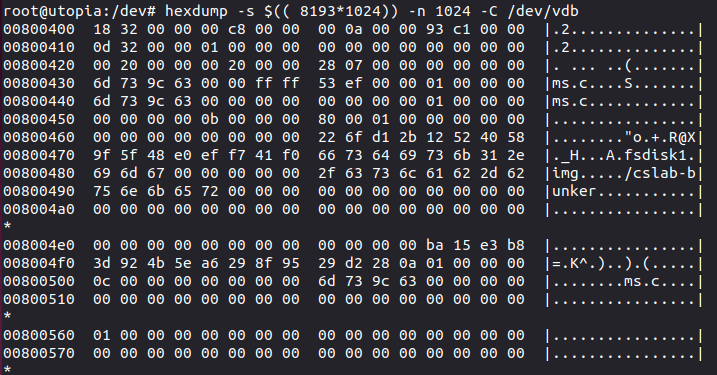 root@utopia:/dev# hexdump -s $(( 8193*1024)) -n 1024 -C /dev/vdb
00800400  18 32 00 00 00 c8 00 00  00 0a 00 00 93 c1 00 00  |.2..............|
00800410  0d 32 00 00 01 00 00 00  00 00 00 00 00 00 00 00  |.2..............|
00800420  00 20 00 00 00 20 00 00  28 07 00 00 00 00 00 00  |. ... ..(.......|
00800430  6d 73 9c 63 00 00 ff ff  53 ef 00 00 01 00 00 00  |ms.c....S.......|
00800440  6d 73 9c 63 00 00 00 00  00 00 00 00 01 00 00 00  |ms.c............|
00800450  00 00 00 00 0b 00 00 00  80 00 01 00 00 00 00 00  |................|
00800460  00 00 00 00 00 00 00 00  22 6f d1 2b 12 52 40 58  |........"o.+.R@X|
00800470  9f 5f 48 e0 ef f7 41 f0  66 73 64 69 73 6b 31 2e  |._H...A.fsdisk1.|
00800480  69 6d 67 00 00 00 00 00  2f 63 73 6c 61 62 2d 62  |img...../cslab-b|
00800490  75 6e 6b 65 72 00 00 00  00 00 00 00 00 00 00 00  |unker...........|
008004a0  00 00 00 00 00 00 00 00  00 00 00 00 00 00 00 00  |................|
*
008004e0  00 00 00 00 00 00 00 00  00 00 00 00 ba 15 e3 b8  |................|
008004f0  3d 92 4b 5e a6 29 8f 95  29 d2 28 0a 01 00 00 00  |=.K^.)..).(.....|
00800500  0c 00 00 00 00 00 00 00  6d 73 9c 63 00 00 00 00  |........ms.c....|
00800510  00 00 00 00 00 00 00 00  00 00 00 00 00 00 00 00  |................|
*
00800560  01 00 00 00 00 00 00 00  00 00 00 00 00 00 00 00  |................|
00800570  00 00 00 00 00 00 00 00  00 00 00 00 00 00 00 00  |................|
*